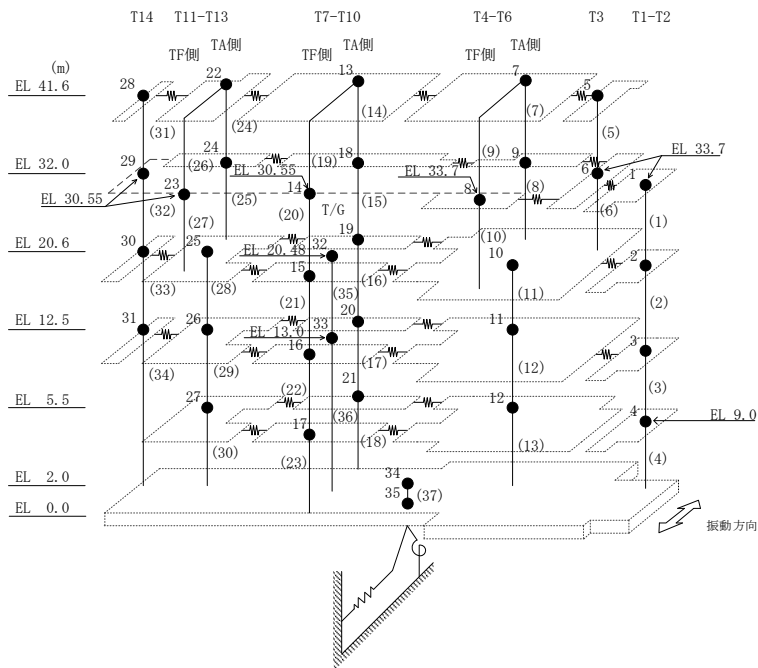 T14 T11-T13 T7-T10 T4-T6 T3 T1-T2
TF側 TA側 TF側 TA側 TF側 TA側
(m)
EL 41.6
28 22 13 7 5
(31) (24) (14) (7) (5)
EL 32.0
29 24 18 9 6 1
(26) (19) (9) EL 33.7
EL 30.55 EL 33.7
EL 30.55
23 14 8
(32) (25) (15) (8) (6)
(27) (20) T/G (10) (1)
EL 20.6
30 25 32 19 10 2
EL 20.48
15
(33) (28) (35) (16) (11) (2)
(21)
EL 12.5
31 26 33 20 11 3
EL 13.0
16
(34) (29) (17) (12) (3)
EL 5.5
27 (22) 21 12 4
EL 9.0
17 (36)
(30) (23) (18) (13) (4)
EL 2.0
34
EL 0.0
35 (37)
振動方向